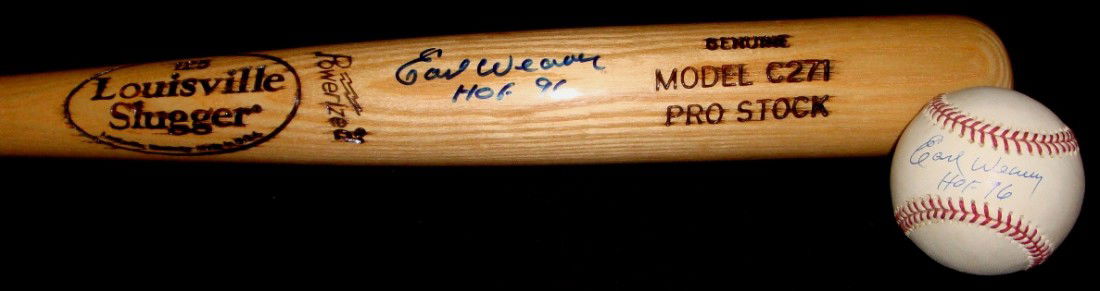 Louisville
Slugger®
Powerized
Earl Weaver
HOF 96
GENUINE
MODEL C271
PRO STOCK
Earl Weaver
HOF 96